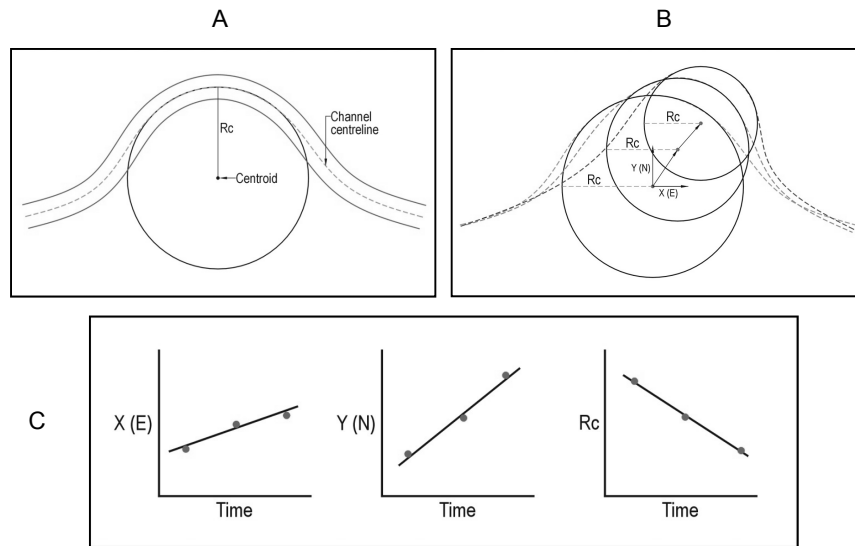 A
B
Rc
Channel
centreline
Centroid
Rc
Rc
Rc
Y (N)
X (E)
C
X (E)
Time
Y (N)
Time
Rc
Time